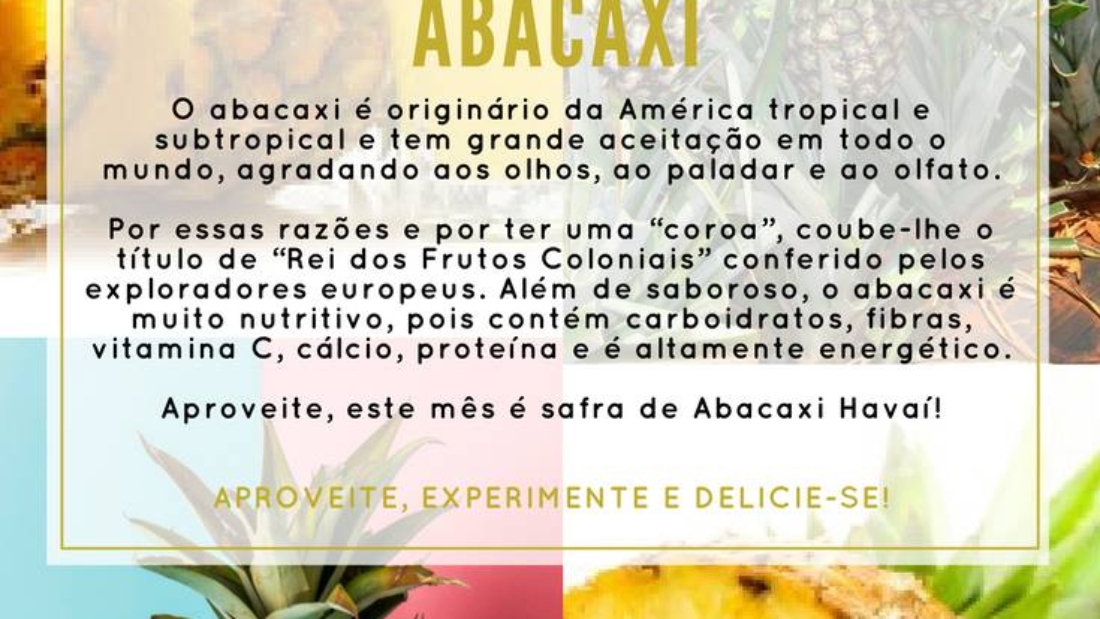 ABACAXI
O abacaxi é originário da América tropical e
subtropical e tem grande aceitação em todo o
mundo, agradando aos olhos, ao paladar e ao olfato.
Por essas razões e por ter uma “coroa”, coube-lhe o
título de “Rei dos Frutos Coloniais” conferido pelos
exploradores europeus. Além de saboroso, o abacaxi é
muito nutritivo, pois contém carboidratos, fibras,
vitamina C, cálcio, proteína e é altamente energético.
Aproveite, este mês é safra de Abacaxi Havaí!
APROVEITE, EXPERIMENTE E DELICIE-SE!